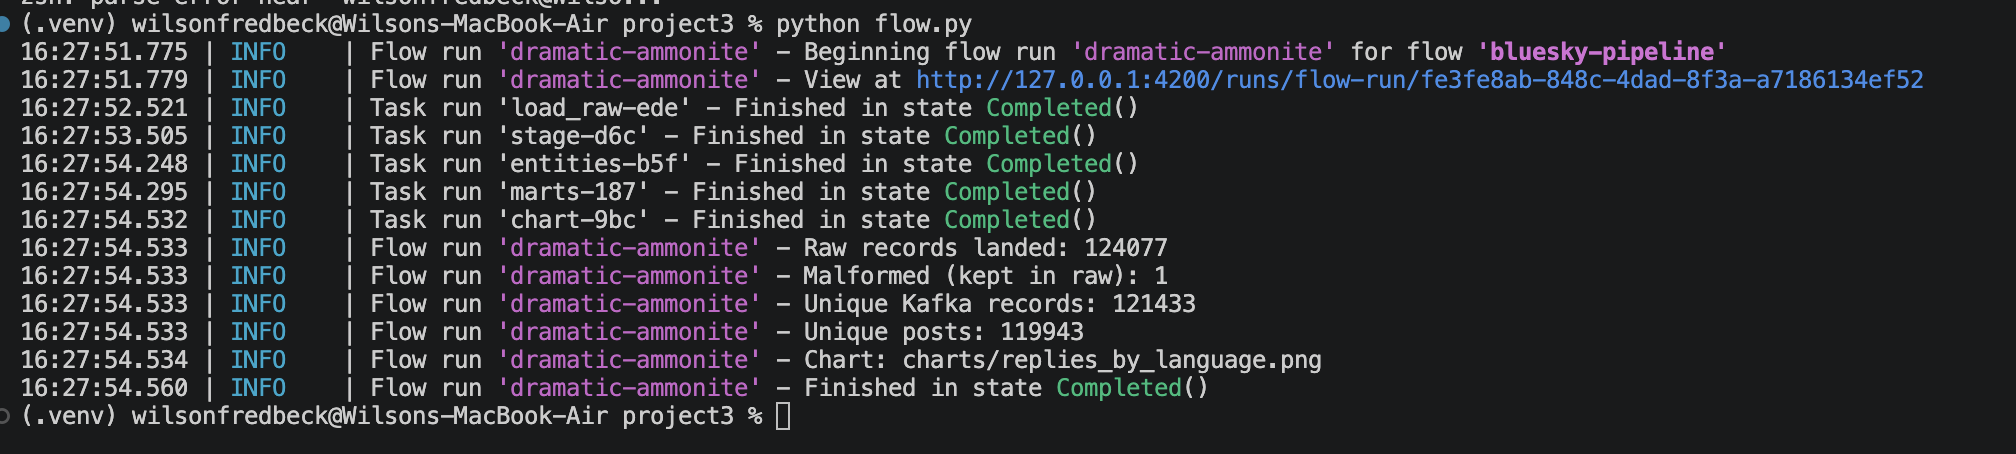 zsh: parse error near `wilsonfredbeck@Wilso...'
(.venv) wilsonfredbeck@Wilsons-MacBook-Air project3 % python flow.py
16:27:51.775 | INFO    | Flow run 'dramatic-ammonite' - Beginning flow run 'dramatic-ammonite' for flow 'bluesky-pipeline'
16:27:51.779 | INFO    | Flow run 'dramatic-ammonite' - View at http://127.0.0.1:4200/runs/flow-run/fe3fe8ab-848c-4dad-8f3a-a7186134ef52
16:27:52.521 | INFO    | Task run 'load_raw-ede' - Finished in state Completed()
16:27:53.505 | INFO    | Task run 'stage-d6c' - Finished in state Completed()
16:27:54.248 | INFO    | Task run 'entities-b5f' - Finished in state Completed()
16:27:54.295 | INFO    | Task run 'marts-187' - Finished in state Completed()
16:27:54.532 | INFO    | Task run 'chart-9bc' - Finished in state Completed()
16:27:54.533 | INFO    | Flow run 'dramatic-ammonite' - Raw records landed: 124077
16:27:54.533 | INFO    | Flow run 'dramatic-ammonite' - Malformed (kept in raw): 1
16:27:54.533 | INFO    | Flow run 'dramatic-ammonite' - Unique Kafka records: 121433
16:27:54.533 | INFO    | Flow run 'dramatic-ammonite' - Unique posts: 119943
16:27:54.534 | INFO    | Flow run 'dramatic-ammonite' - Chart: charts/replies_by_language.png
16:27:54.560 | INFO    | Flow run 'dramatic-ammonite' - Finished in state Completed()
(.venv) wilsonfredbeck@Wilsons-MacBook-Air project3 %